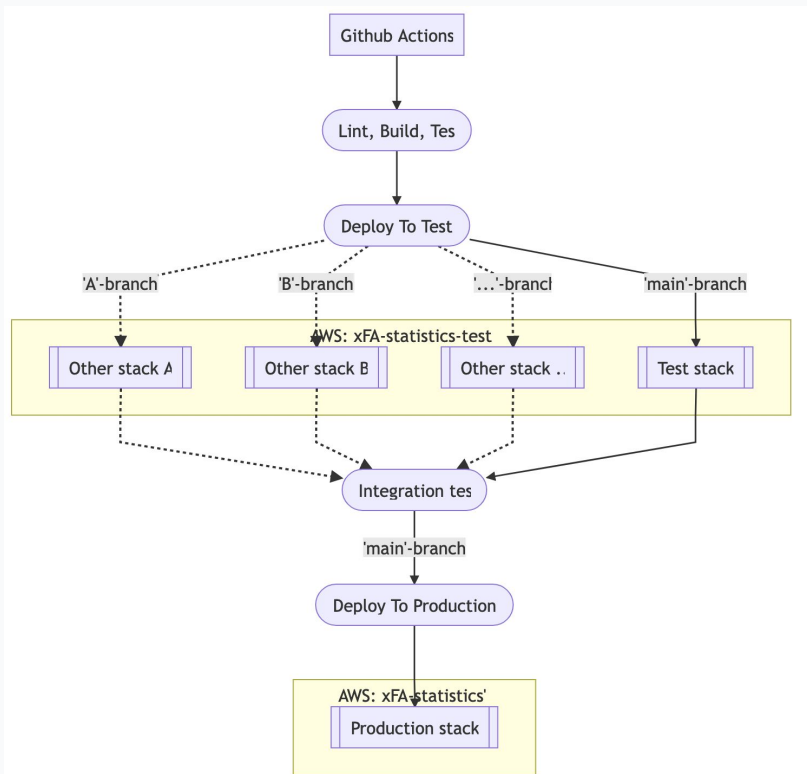 Github Actions
Lint, Build, Tes
Deploy To Test
'A'-branch
'B'-branch
'...'-branch
'main'-branch
AWS: xFA-statistics-test
Other stack A
Other stack B
Other stack ..
Test stack
Integration tes
'main'-branch
Deploy To Production
AWS: xFA-statistics'
Production stack